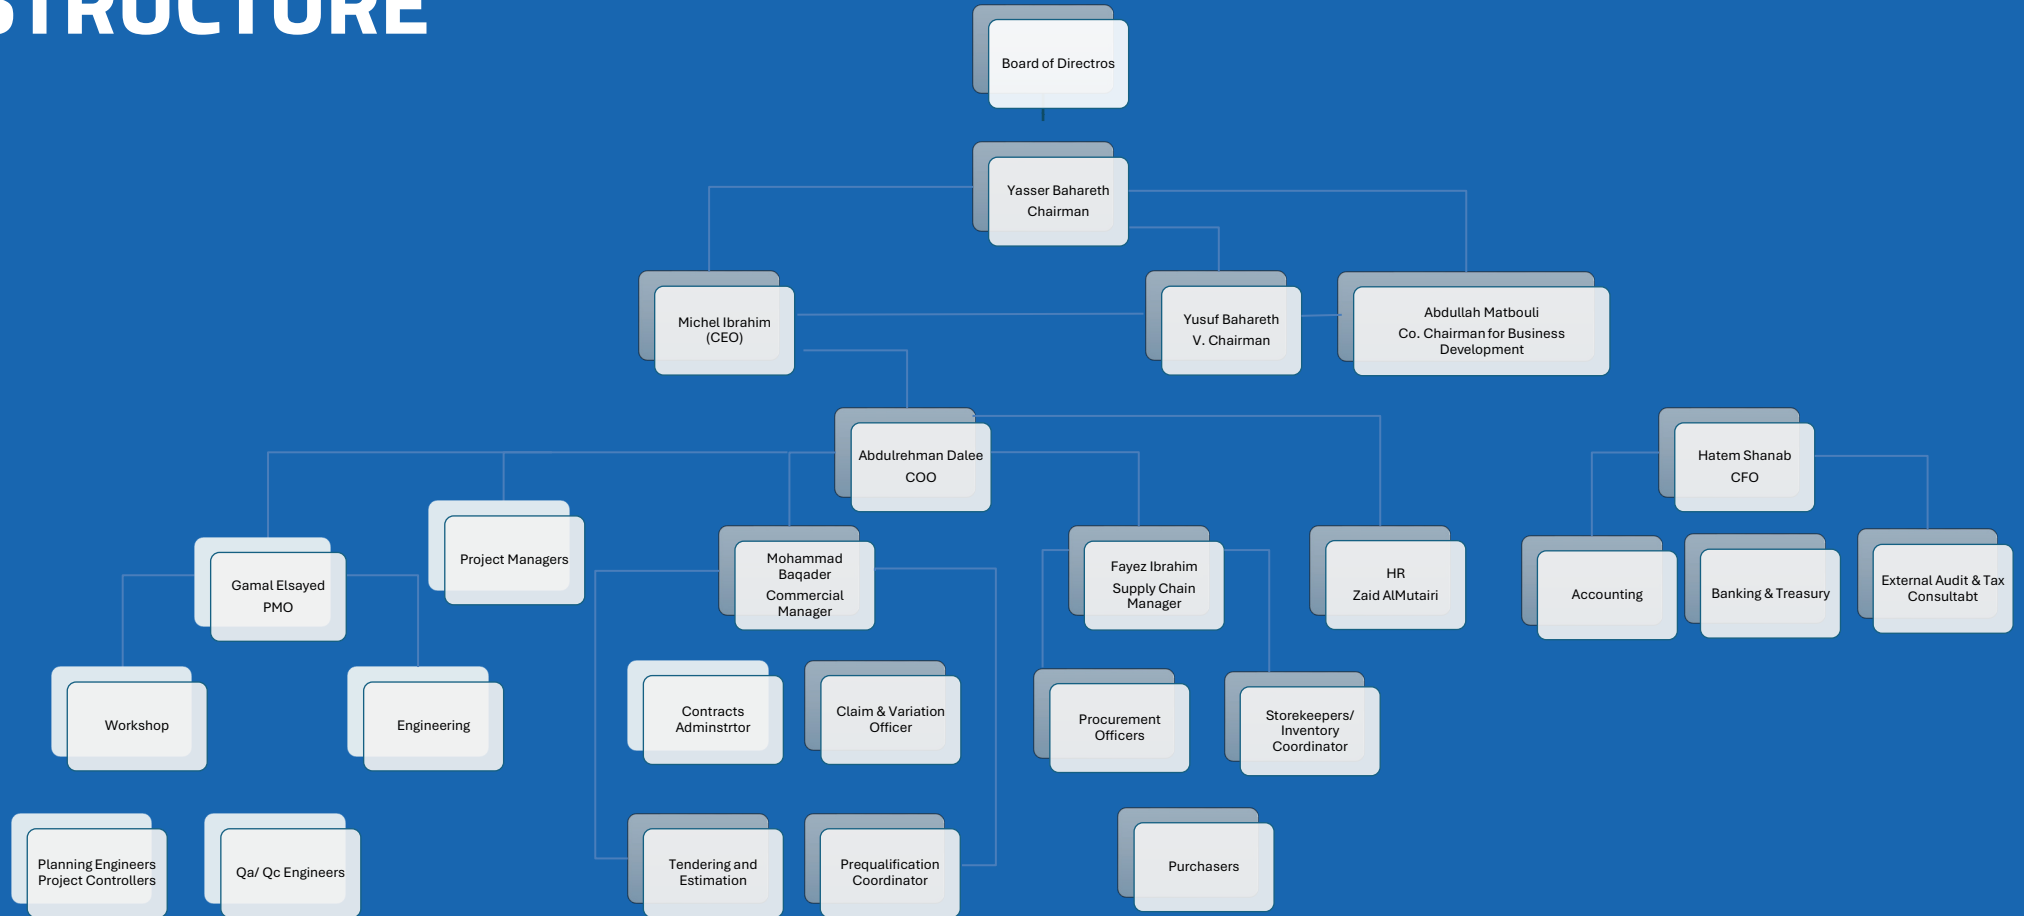 STRUCTURE
Board of Directros
Yasser Bahareth
Chairman
Michel Ibrahim
(CEO)
Yusuf Bahareth
V. Chairman
Abdullah Matbouli
Co. Chairman for Business
Development
Abdulrehman Dalee
COO
Hatem Shanab
CFO
Gamal Elsayed
PMO
Project Managers
Mohammad
Baqader
Commercial
Manager
Fayez Ibrahim
Supply Chain
Manager
HR
Zaid AlMutairi
Accounting
Banking & Treasury
External Audit & Tax
Consultabt
Workshop
Engineering
Contracts
Adminstrtor
Claim & Variation
Officer
Procurement
Officers
Storekeepers/
Inventory
Coordinator
Planning Engineers
Project Controllers
Qa/ Qc Engineers
Tendering and
Estimation
Prequalification
Coordinator
Purchasers